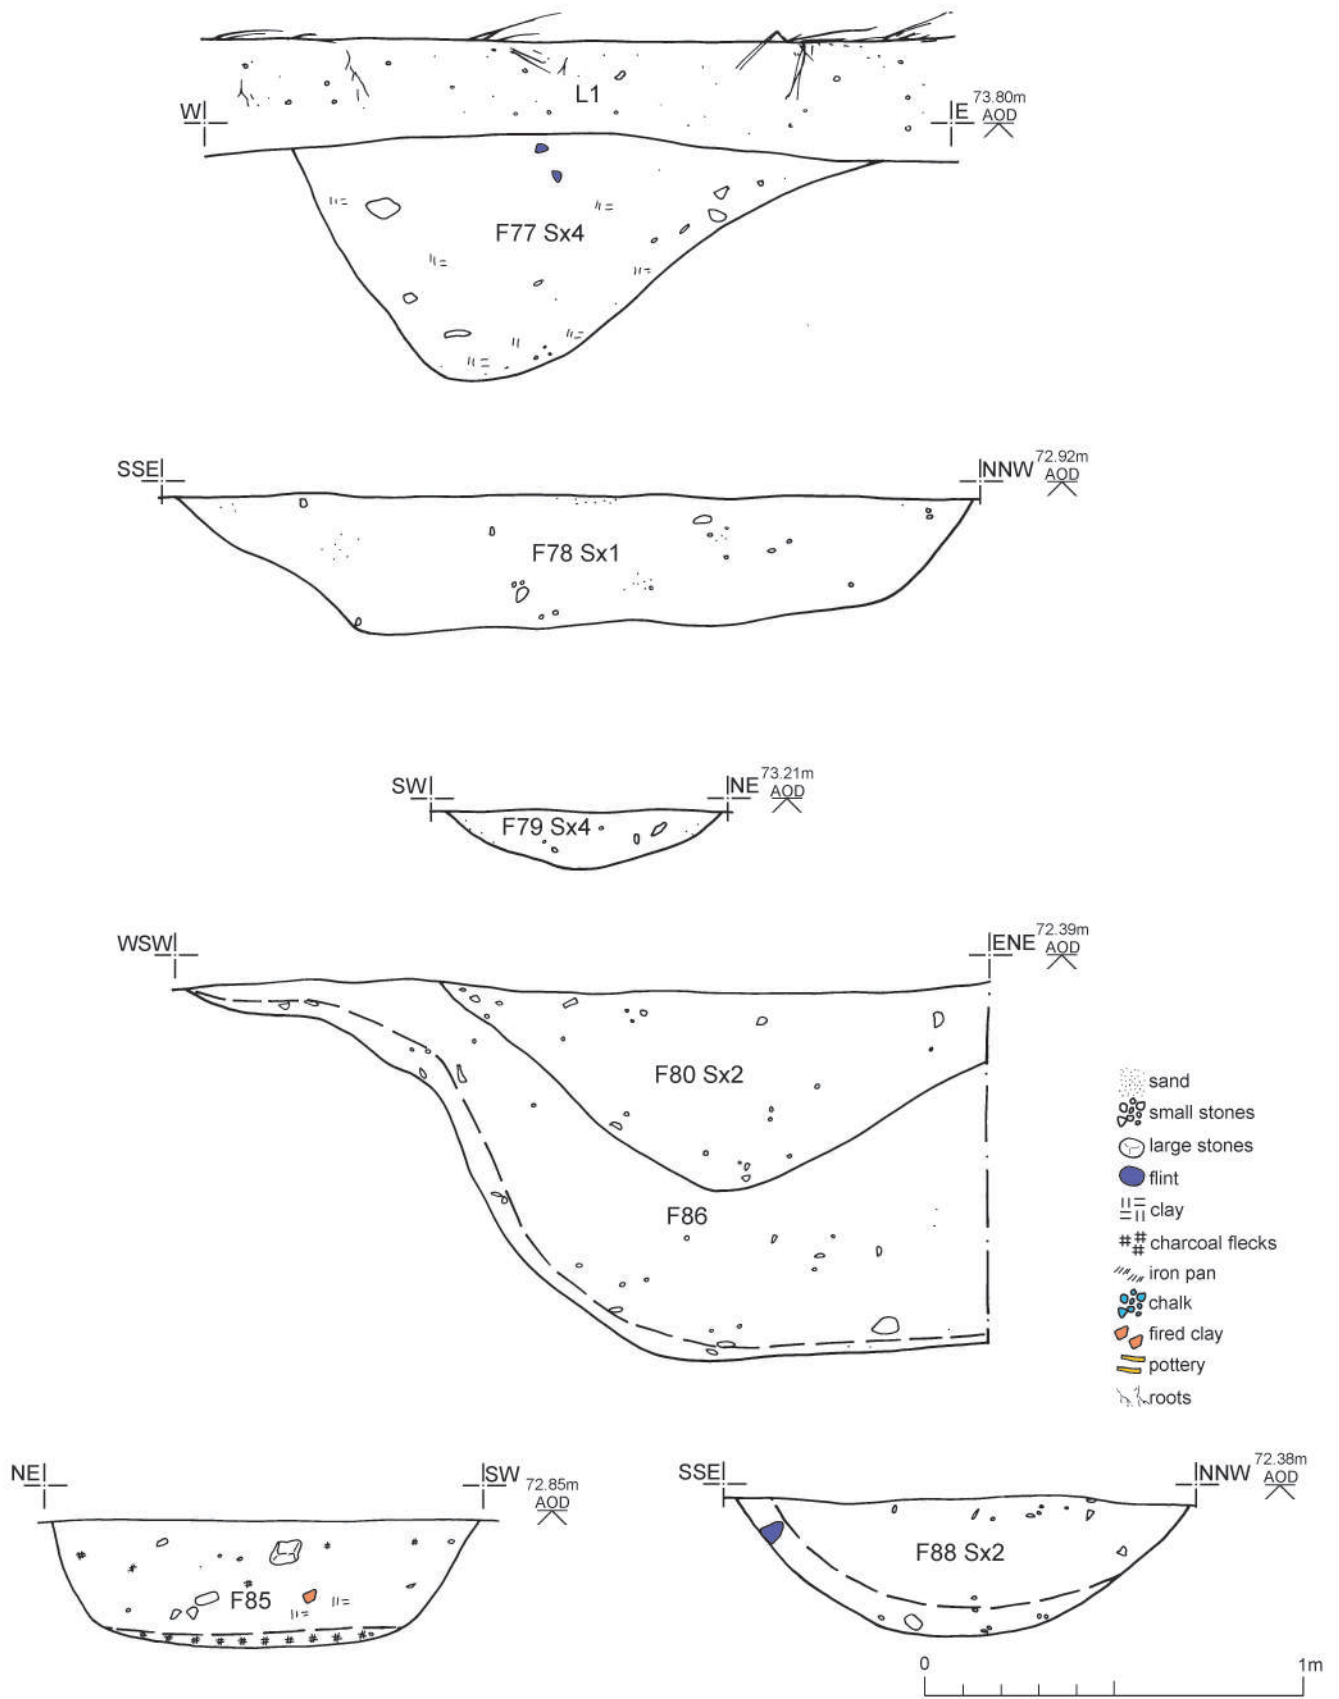 L1
W
E
73.80m
AOD
F77 Sx4
SSE
NNW
72.92m
AOD
F78 Sx1
SW
NE
73.21m
AOD
F79 Sx4
WSW
ENE
72.39m
AOD
F80 Sx2
F86
sand
small stones
large stones
flint
clay
charcoal flecks
iron pan
chalk
fired clay
pottery
roots
NE
SW
72.85m
AOD
F85
SSE
NNW
72.38m
AOD
F88 Sx2
0
1m